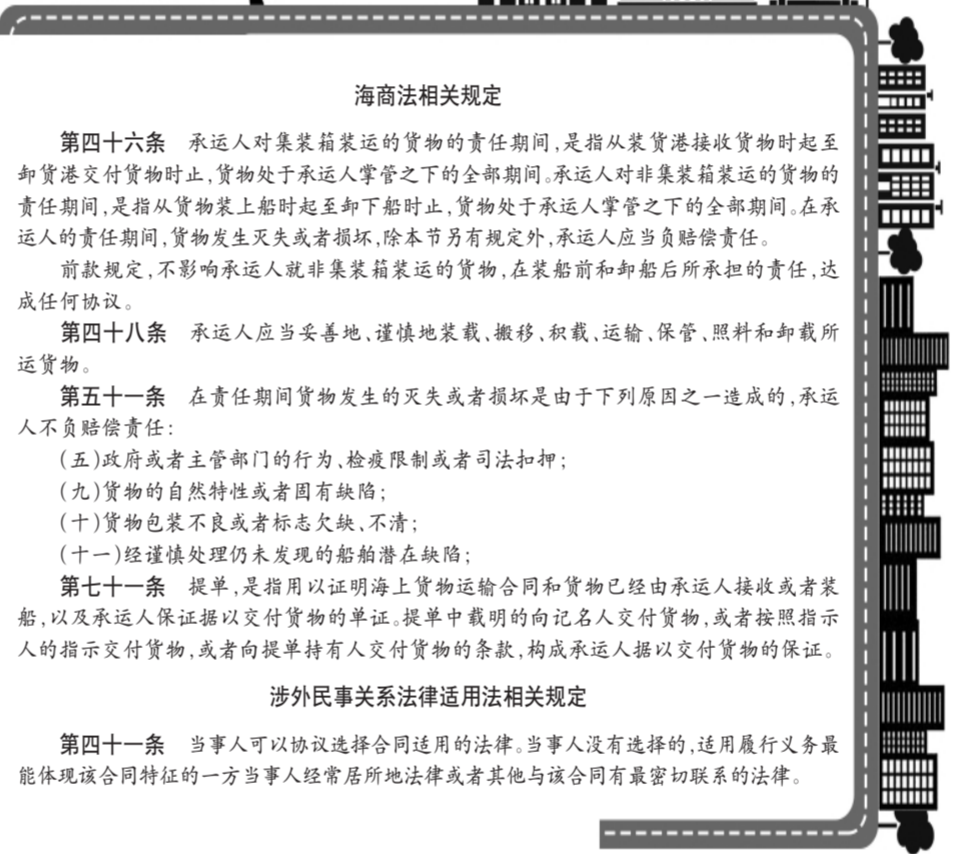 海商法相关规定
第四十六条　承运人对集装箱装运的货物的责任期间,是指从装货港接收货物时起至
卸货港交付货物时止,货物处于承运人掌管之下的全部期间。承运人对非集装箱装运的货物的
责任期间,是指从货物装上船时起至卸下船时止,货物处于承运人掌管之下的全部期间。在承
运人的责任期间,货物发生灭失或者损坏,除本节另有规定外,承运人应当负赔偿责任。
前款规定,不影响承运人就非集装箱装运的货物,在装船前和卸船后所承担的责任,达
成任何协议。
第四十八条　承运人应当妥善地、谨慎地装载、搬移、积载、运输、保管、照料和卸载所
运货物。
第五十一条　在责任期间货物发生的灭失或者损坏是由于下列原因之一造成的,承运
人不负赔偿责任:
(五)政府或者主管部门的行为、检疫限制或者司法扣押;
(九)货物的自然特性或者固有缺陷;
(十)货物包装不良或者标志欠缺、不清;
(十一)经谨慎处理仍未发现的船舶潜在缺陷;
第七十一条　提单,是指用以证明海上货物运输合同和货物已经由承运人接收或者装
船,以及承运人保证据以交付货物的单证。提单中载明的向记名人交付货物,或者按照指示
人的指示交付货物,或者向提单持有人交付货物的条款,构成承运人据以交付货物的保证。
涉外民事关系法律适用法相关规定
第四十一条　当事人可以协议选择合同适用的法律。当事人没有选择的,适用履行义务最
能体现该合同特征的一方当事人经常居所地法律或者其他与该合同有最密切联系的法律。